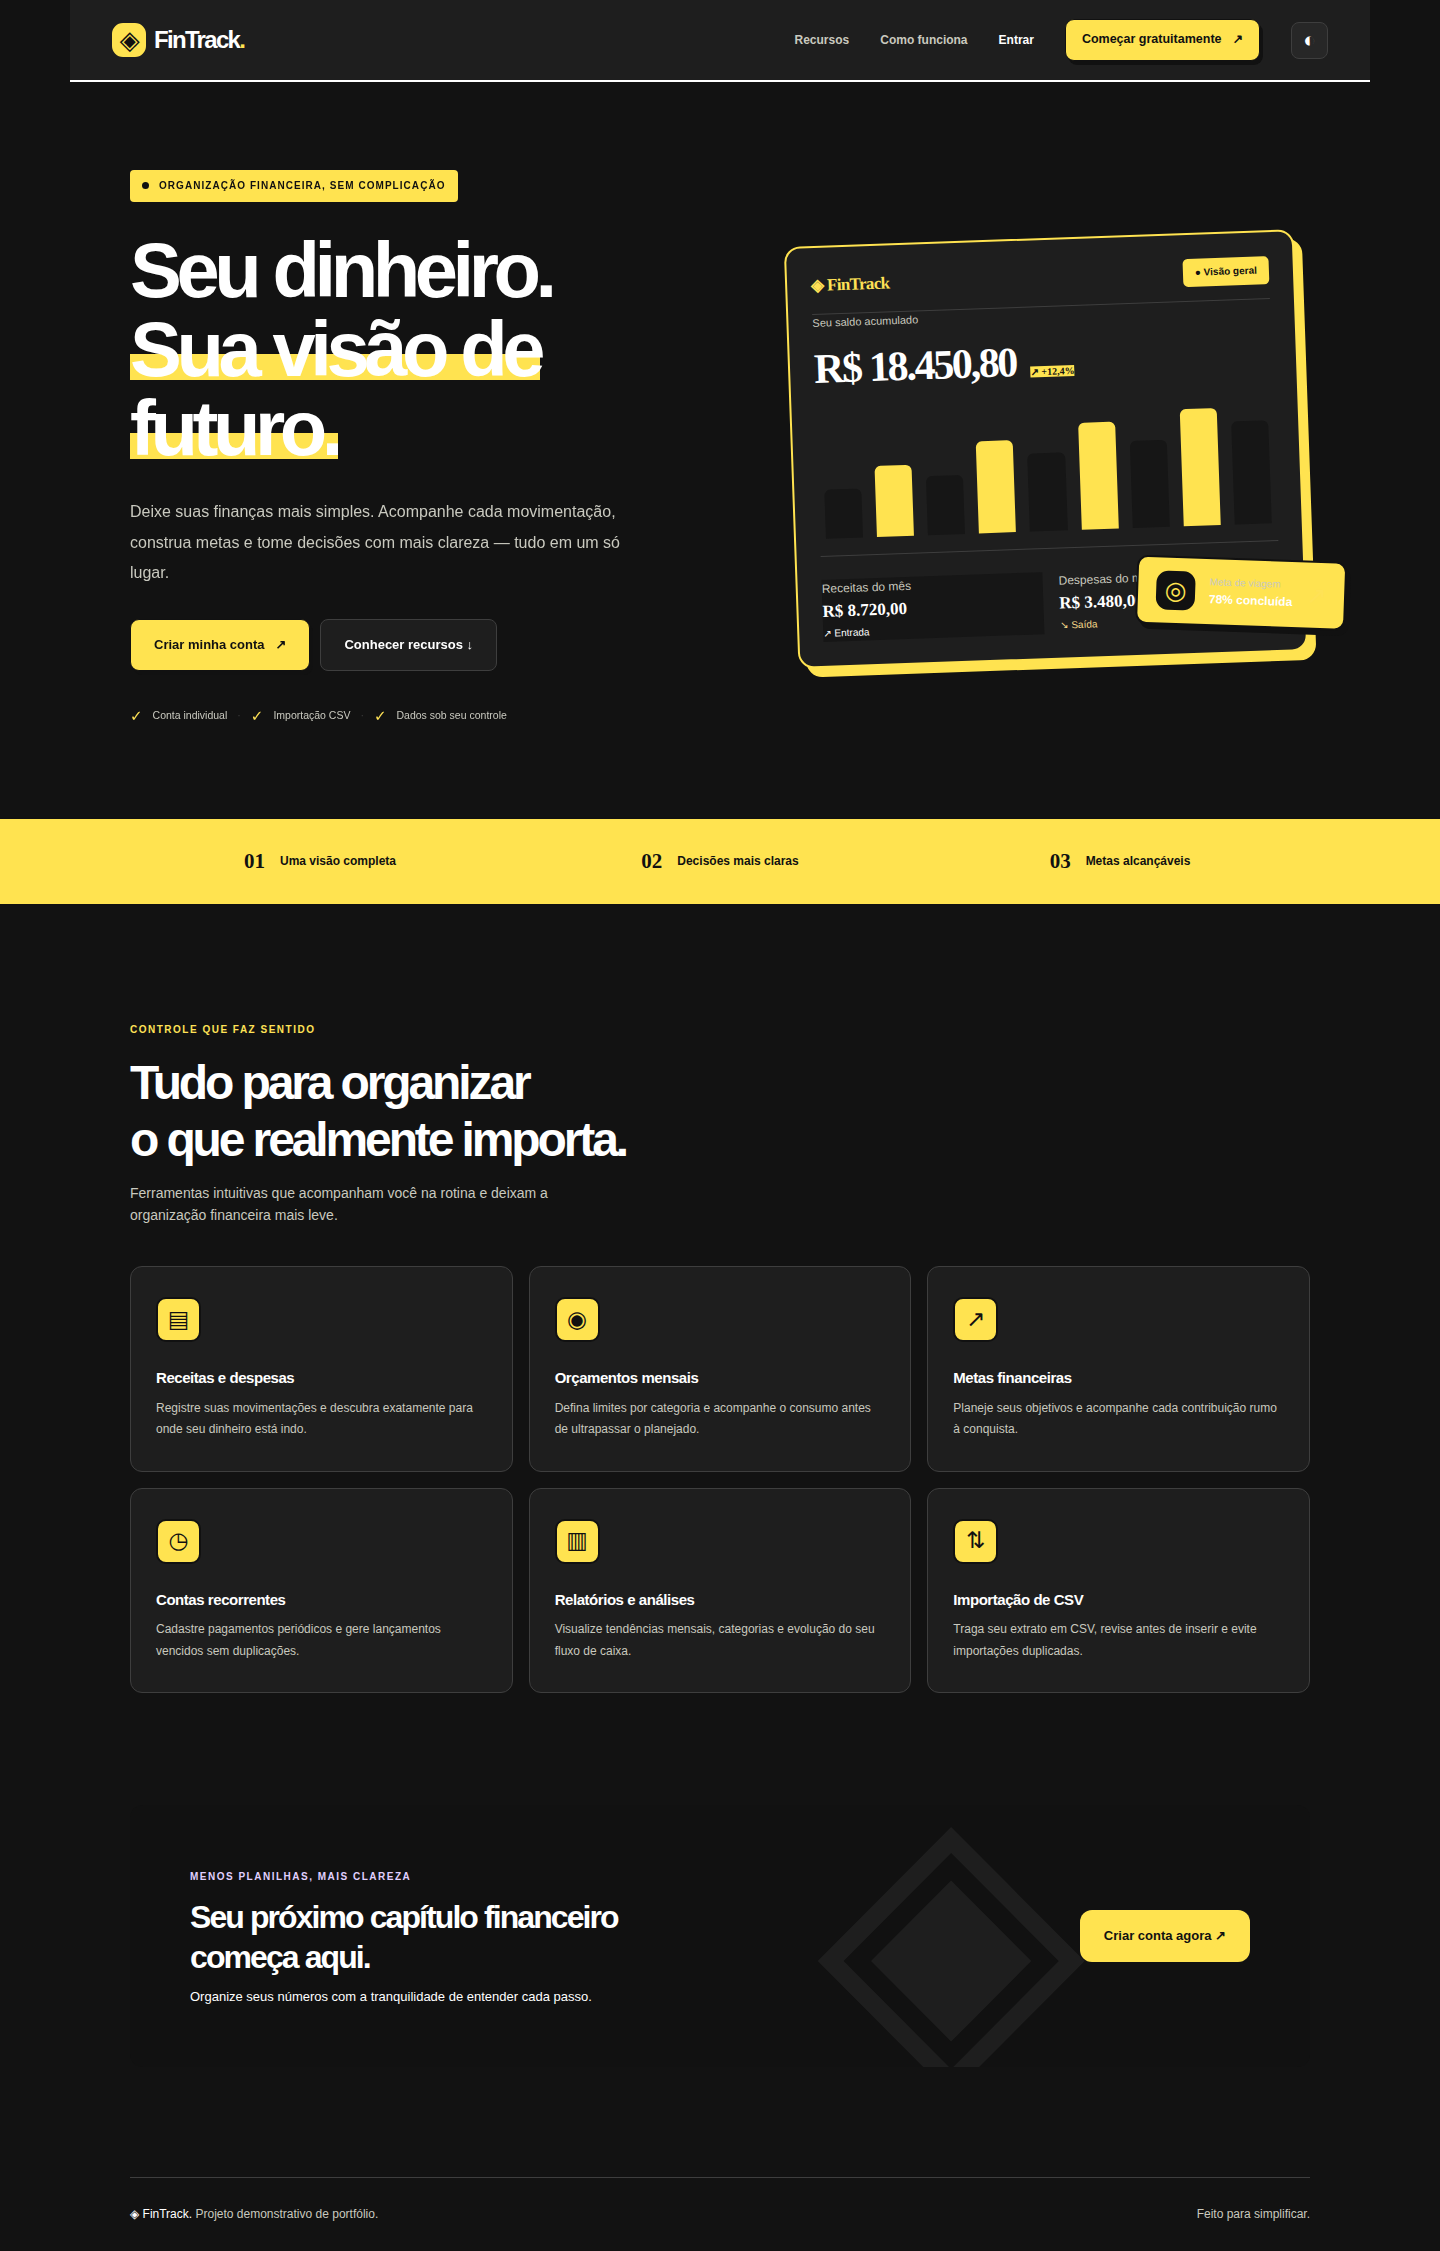 FinTrack.
Recursos
Como funciona
Entrar
Começar gratuitamente ↗
ORGANIZAÇÃO FINANCEIRA, SEM COMPLICAÇÃO
Seu dinheiro.
Sua visão de
futuro.
Deixe suas finanças mais simples. Acompanhe cada movimentação,
construa metas e tome decisões com mais clareza — tudo em um só
lugar.
Criar minha conta ↗
Conhecer recursos ↓
✓ Conta individual
✓ Importação CSV
✓ Dados sob seu controle
◈ FinTrack
● Visão geral
Seu saldo acumulado
R$ 18.450,80
↗ +12,4%
Receitas do mês
R$ 8.720,00
↗ Entrada
Despesas do
R$ 3.480,0
↘ Saída
Meta de viagem
78% concluída
01 Uma visão completa
02 Decisões mais claras
03 Metas alcançáveis
CONTROLE QUE FAZ SENTIDO
Tudo para organizar
o que realmente importa.
Ferramentas intuitivas que acompanham você na rotina e deixam a
organização financeira mais leve.
Receitas e despesas
Registre suas movimentações e descubra exatamente para
onde seu dinheiro está indo.
Orçamentos mensais
Defina limites por categoria e acompanhe o consumo antes
de ultrapassar o planejado.
Metas financeiras
Planeje seus objetivos e acompanhe cada contribuição rumo
à conquista.
Contas recorrentes
Cadastre pagamentos periódicos e gere lançamentos
vencidos sem duplicações.
Relatórios e análises
Visualize tendências mensais, categorias e evolução do seu
fluxo de caixa.
Importação de CSV
Traga seu extrato em CSV, revise antes de inserir e evite
importações duplicadas.
MENOS PLANILHAS, MAIS CLAREZA
Seu próximo capítulo financeiro
começa aqui.
Organize seus números com a tranquilidade de entender cada passo.
Criar conta agora ↗
◈ FinTrack. Projeto demonstrativo de portfólio.
Feito para simplificar.